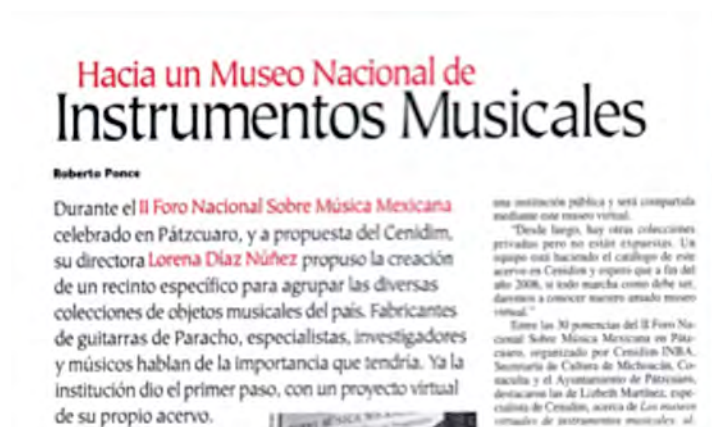 Hacia un Museo Nacional de
Instrumentos Musicales
Roberto Ponce
Durante el II Foro Nacional Sobre Música Mexicana
celebrado en Pátzcuaro, y a propuesta del Cenidim,
su directora Lorena Díaz Núñez propuso la creación
de un recinto específico para agrupar las diversas
colecciones de objetos musicales del país. Fabricantes
de guitarras de Paracho, especialistas, investigadores
y músicos hablan de la importancia que tendría. Ya la
institución dio el primer paso, con un proyecto virtual
de su propio acervo.
una institución pública y será compartida
mediante este museo virtual.
"Desde luego, hay otras colecciones
privadas pero no están expuestas. Un
equipo está haciendo el catálogo de este
acervo en Cenidim y espero que a fin del
año 2006, si todo marcha como debe ser,
daremos a conocer nuestro amado museo
virtual."
Entre las 30 ponencias del II Foro Na-
cional Sobre Música Mexicana en Pátz-
cuaro, organizado por Cenidim INBA,
Secretaría de Cultura de Michoacán, Co-
naculta y el Ayuntamiento de Pátzcuaro,
destacaron las de Lizbeth Martínez, espe-
cialista de Cenidim, acerca de Los museos
virtuales de instrumentos musicales al